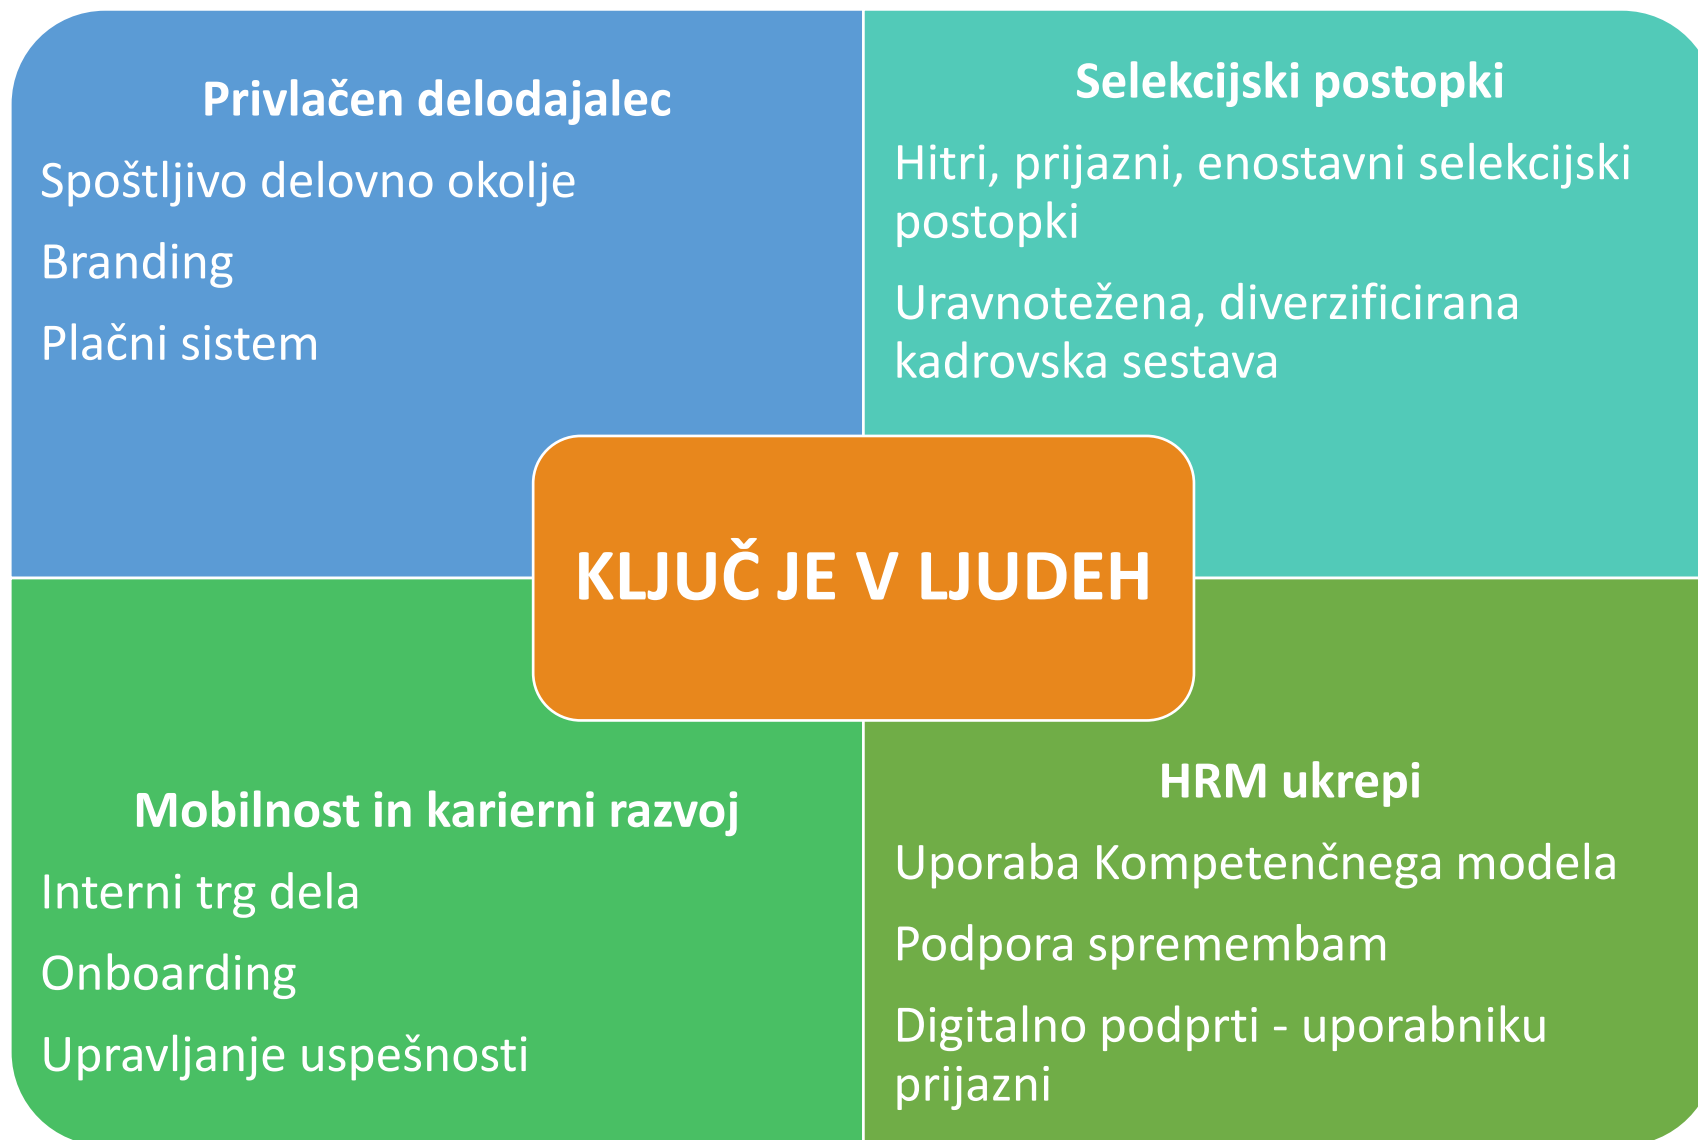 Privlačen delodajalec
Spoštljivo delovno okolje
Branding
Plačni sistem
Selekcijski postopki
Hitri, prijazni, enostavni selekcijski
postopki
Uravnotežena, diverzificirana
kadrovska sestava
KLJUČ JE V LJUDEH
Mobilnost in karierni razvoj
Interni trg dela
Onboarding
Upravljanje uspešnosti
HRM ukrepi
Uporaba Kompetenčnega modela
Podpora spremembam
Digitalno podprti - uporabniku
prijazni